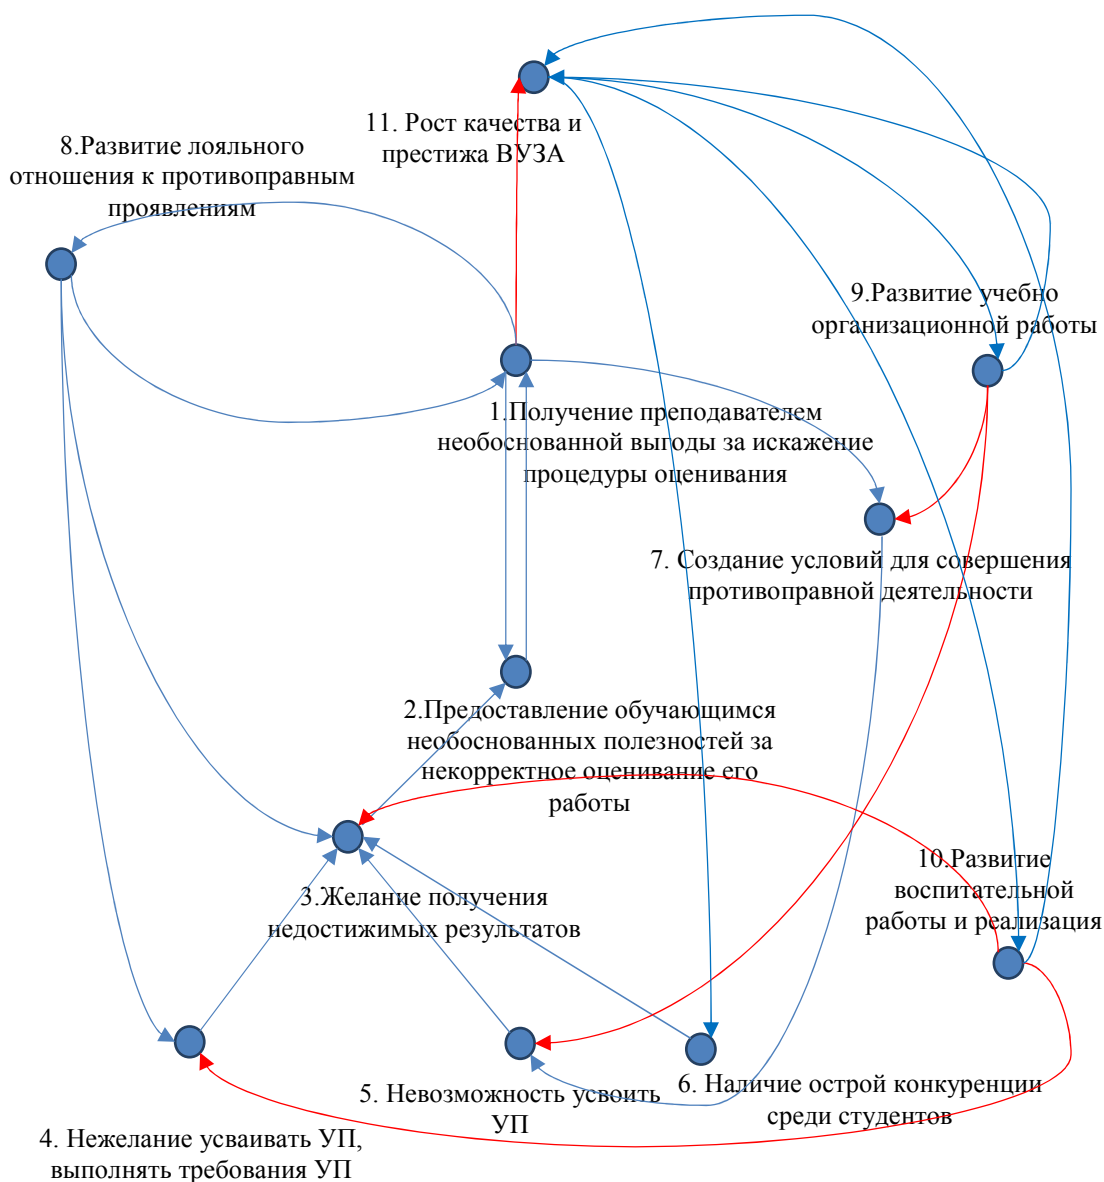 11. Рост качества и
престижа ВУЗА
8.Развитие лояльного
отношения к противоправным
проявлениям
9.Развитие учебно
организационной работы
1.Получение преподавателем
необоснованной выгоды за искажение
процедуры оценивания
7. Создание условий для совершения
противоправной деятельности
2.Предоставление обучающимся
необоснованных полезностей за
некорректное оценивание его
работы
10.Развитие
воспитательной
работы и реализация
3.Желание получения
недостижимых результатов
5. Невозможность усвоить
УП
6. Наличие острой конкуренции
среди студентов
4. Нежелание усваивать УП,
выполнять требования УП